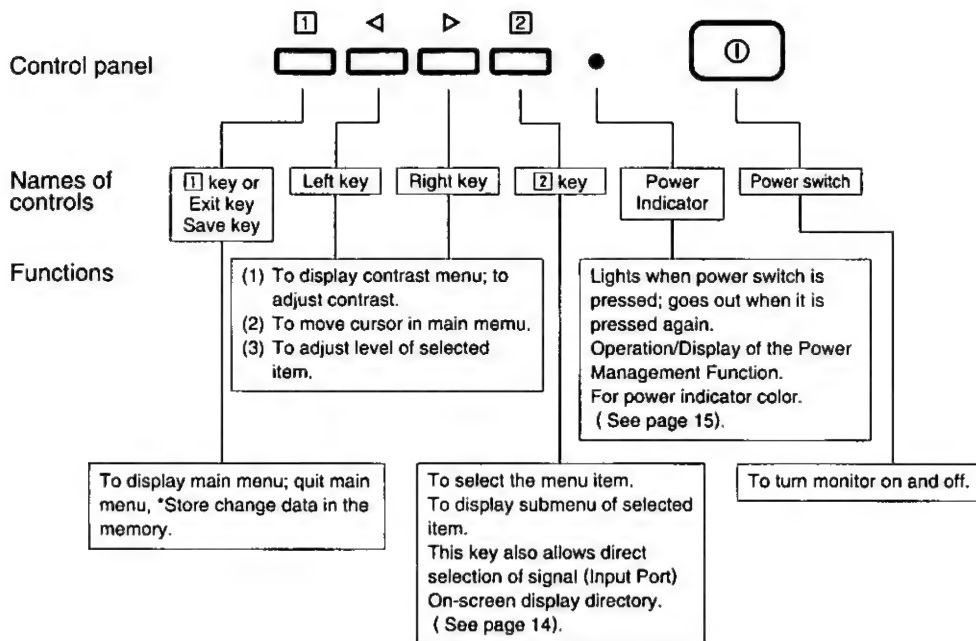 1 2
Control panel
Names of
controls
1 key or
Exit key
Save key
Left key
Right key
2 key
Power
Indicator
Power switch
Functions
(1) To display contrast menu; to
adjust contrast.
(2) To move cursor in main memu.
(3) To adjust level of selected
item.
Lights when power switch is
pressed; goes out when it is
pressed again.
Operation/Display of the Power
Management Function.
For power indicator color.
( See page 15).
To display main menu; quit main
menu, *Store change data in the
memory.
To select the menu item.
To display submenu of selected
item.
This key also allows direct
selection of signal (Input Port)
On-screen display directory.
( See page 14).
To turn monitor on and off.